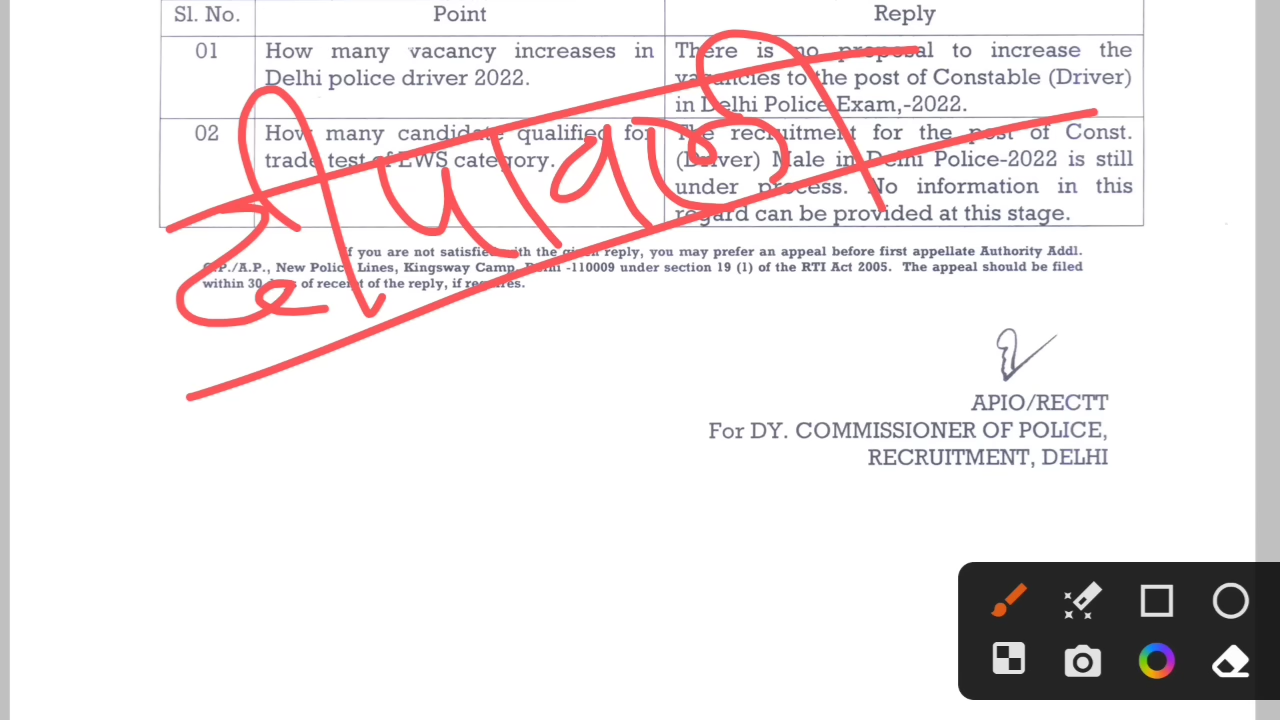 Sl. No. Point Reply
01 How many vacancy increases in
Delhi police driver 2022.
There is no proposal to increase the
vacancies to the post of Constable (Driver)
in Delhi Police Exam,-2022.
02 How many candidate qualified for
trade test of EWS category.
The recruitment for the post of Const.
(Driver) Male in Delhi Police-2022 is still
under process. No information in this
regard can be provided at this stage.
If you are not satisfied with the given reply, you may prefer an appeal before first appellate Authority Addl.
C.P./A.P., New Police Lines, Kingsway Camp, Delhi -110009 under section 19 (1) of the RTI Act 2005. The appeal should be filed
within 30 days of receipt of the reply, if requires.
APIO/RECTT
For DY. COMMISSIONER OF POLICE,
RECRUITMENT, DELHI